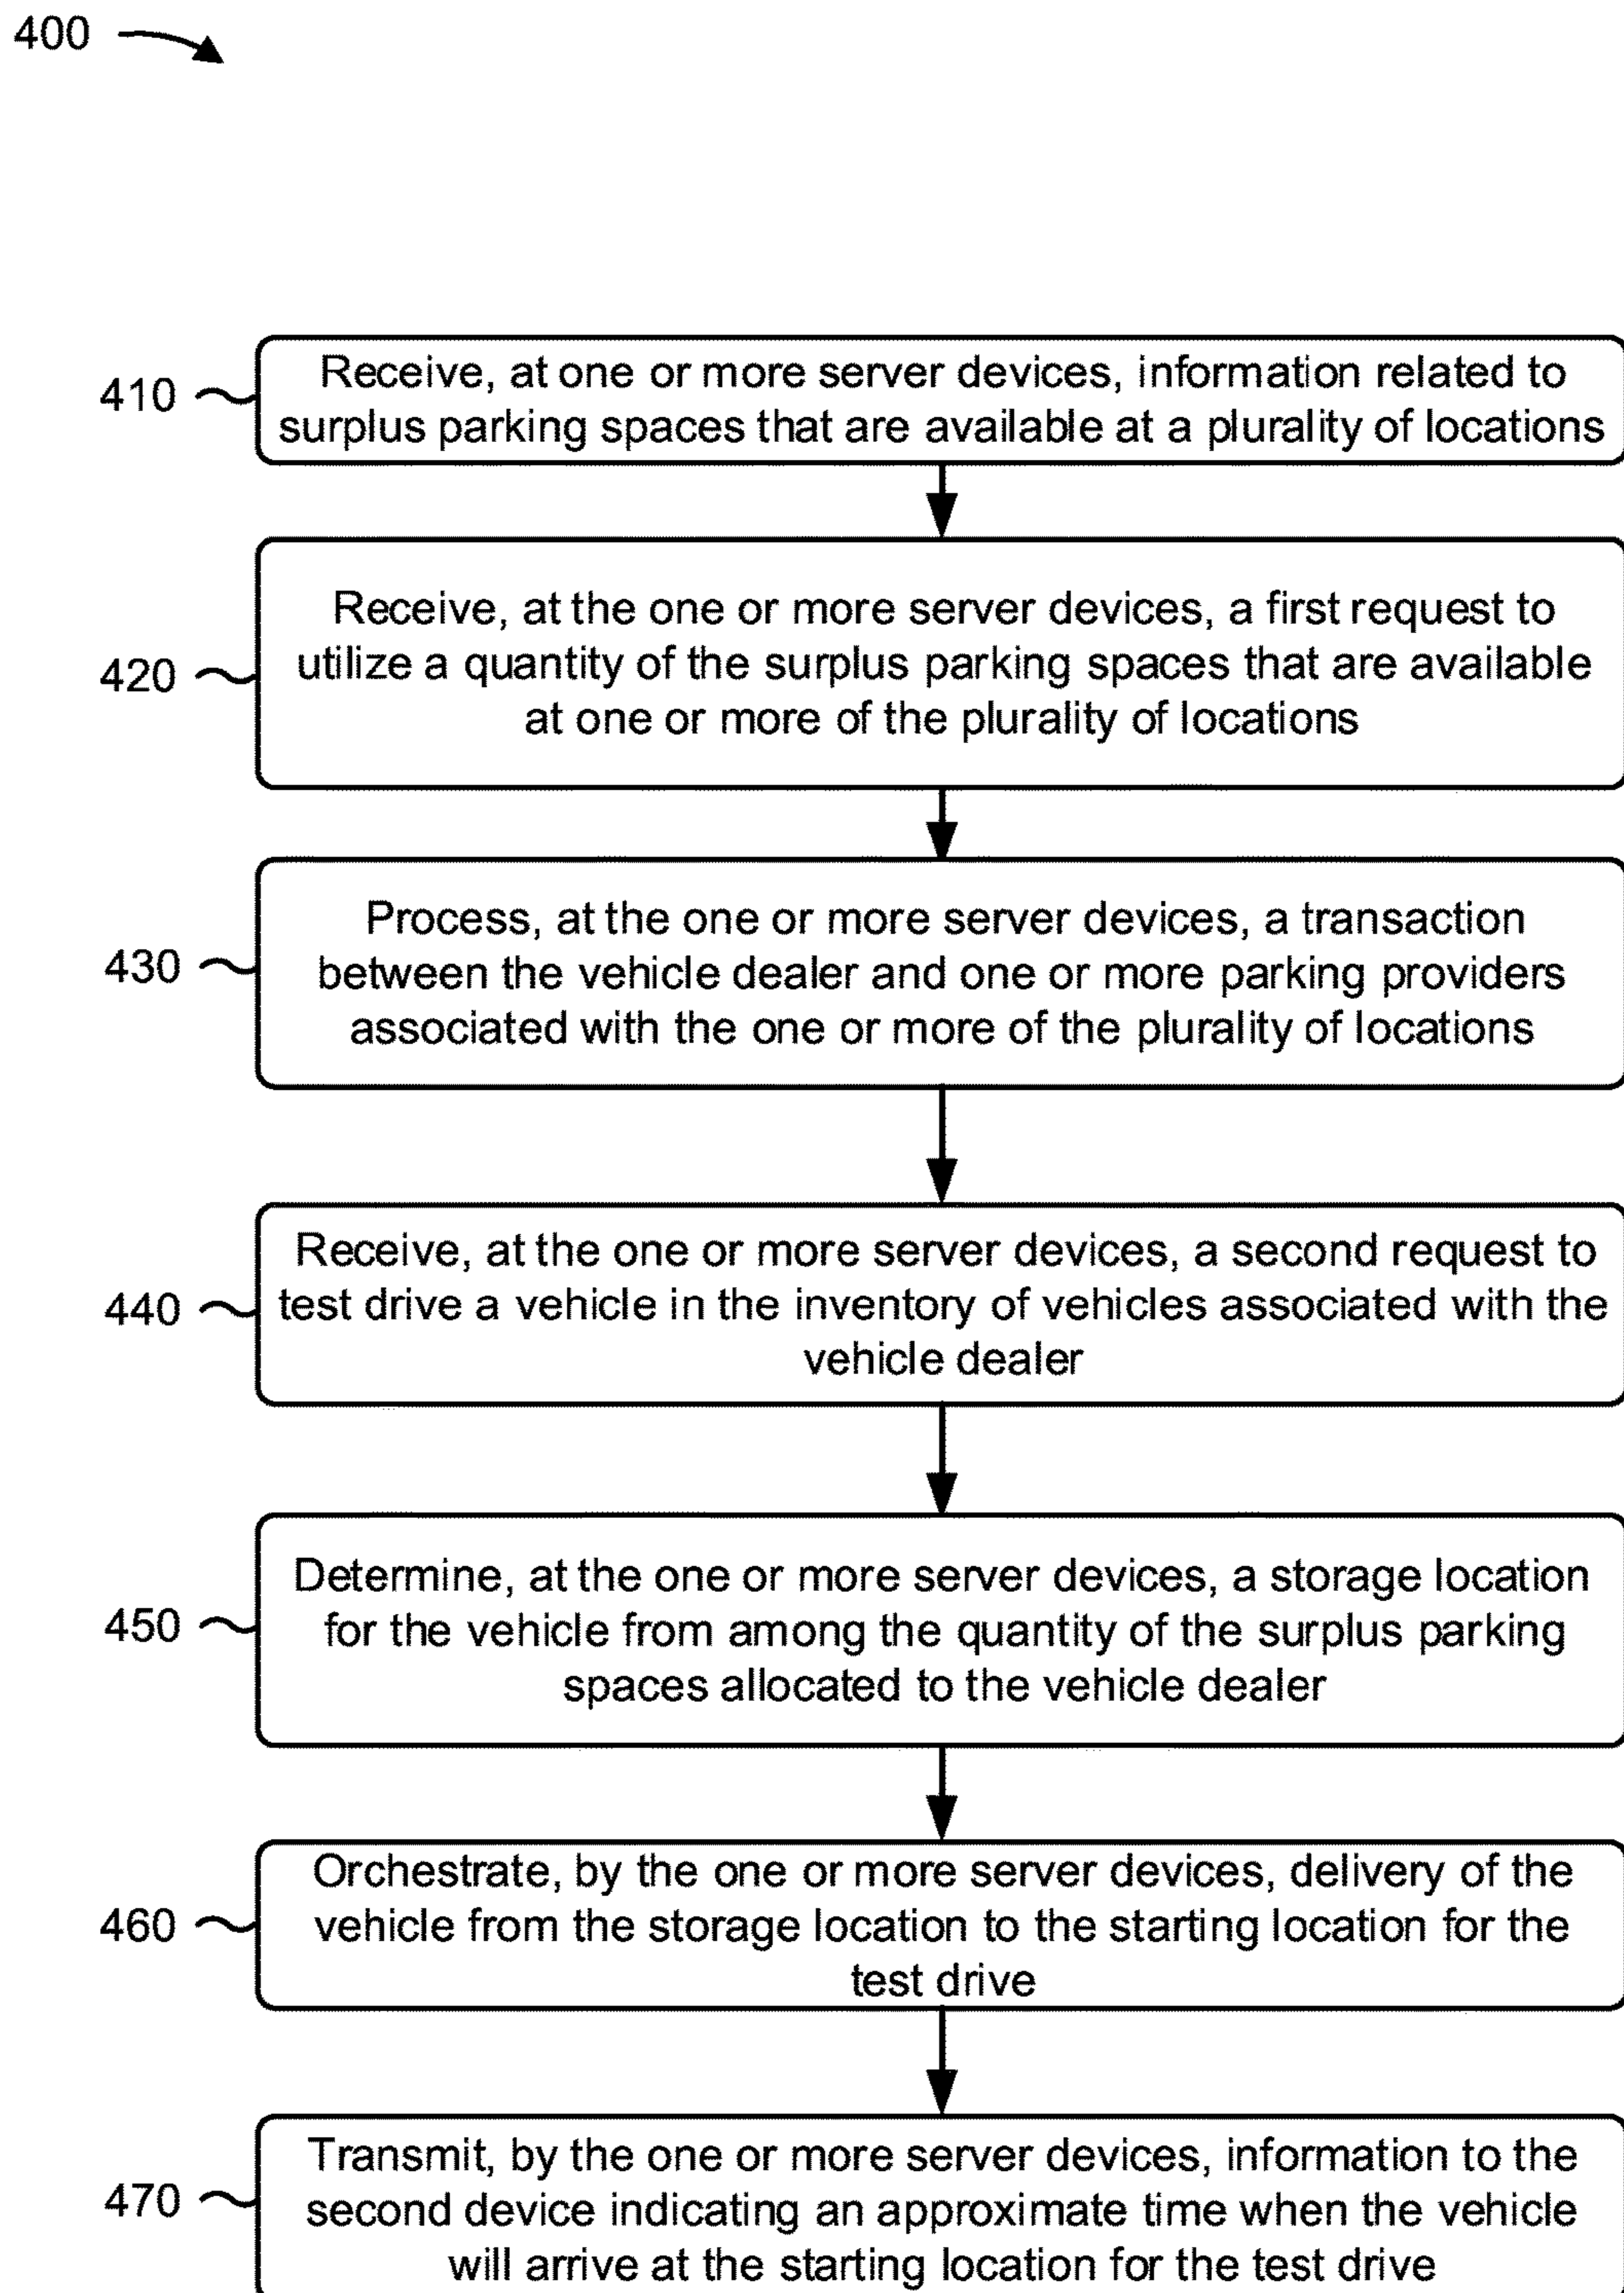 400
410
Receive, at one or more server devices, information related to
surplus parking spaces that are available at a plurality of locations
420
Receive, at the one or more server devices, a first request to
utilize a quantity of the surplus parking spaces that are available
at one or more of the plurality of locations
430
Process, at the one or more server devices, a transaction
between the vehicle dealer and one or more parking providers
associated with the one or more of the plurality of locations
440
Receive, at the one or more server devices, a second request to
test drive a vehicle in the inventory of vehicles associated with the
vehicle dealer
450
Determine, at the one or more server devices, a storage location
for the vehicle from among the quantity of the surplus parking
spaces allocated to the vehicle dealer
460
Orchestrate, by the one or more server devices, delivery of the
vehicle from the storage location to the starting location for the
test drive
470
Transmit, by the one or more server devices, information to the
second device indicating an approximate time when the vehicle
will arrive at the starting location for the test drive